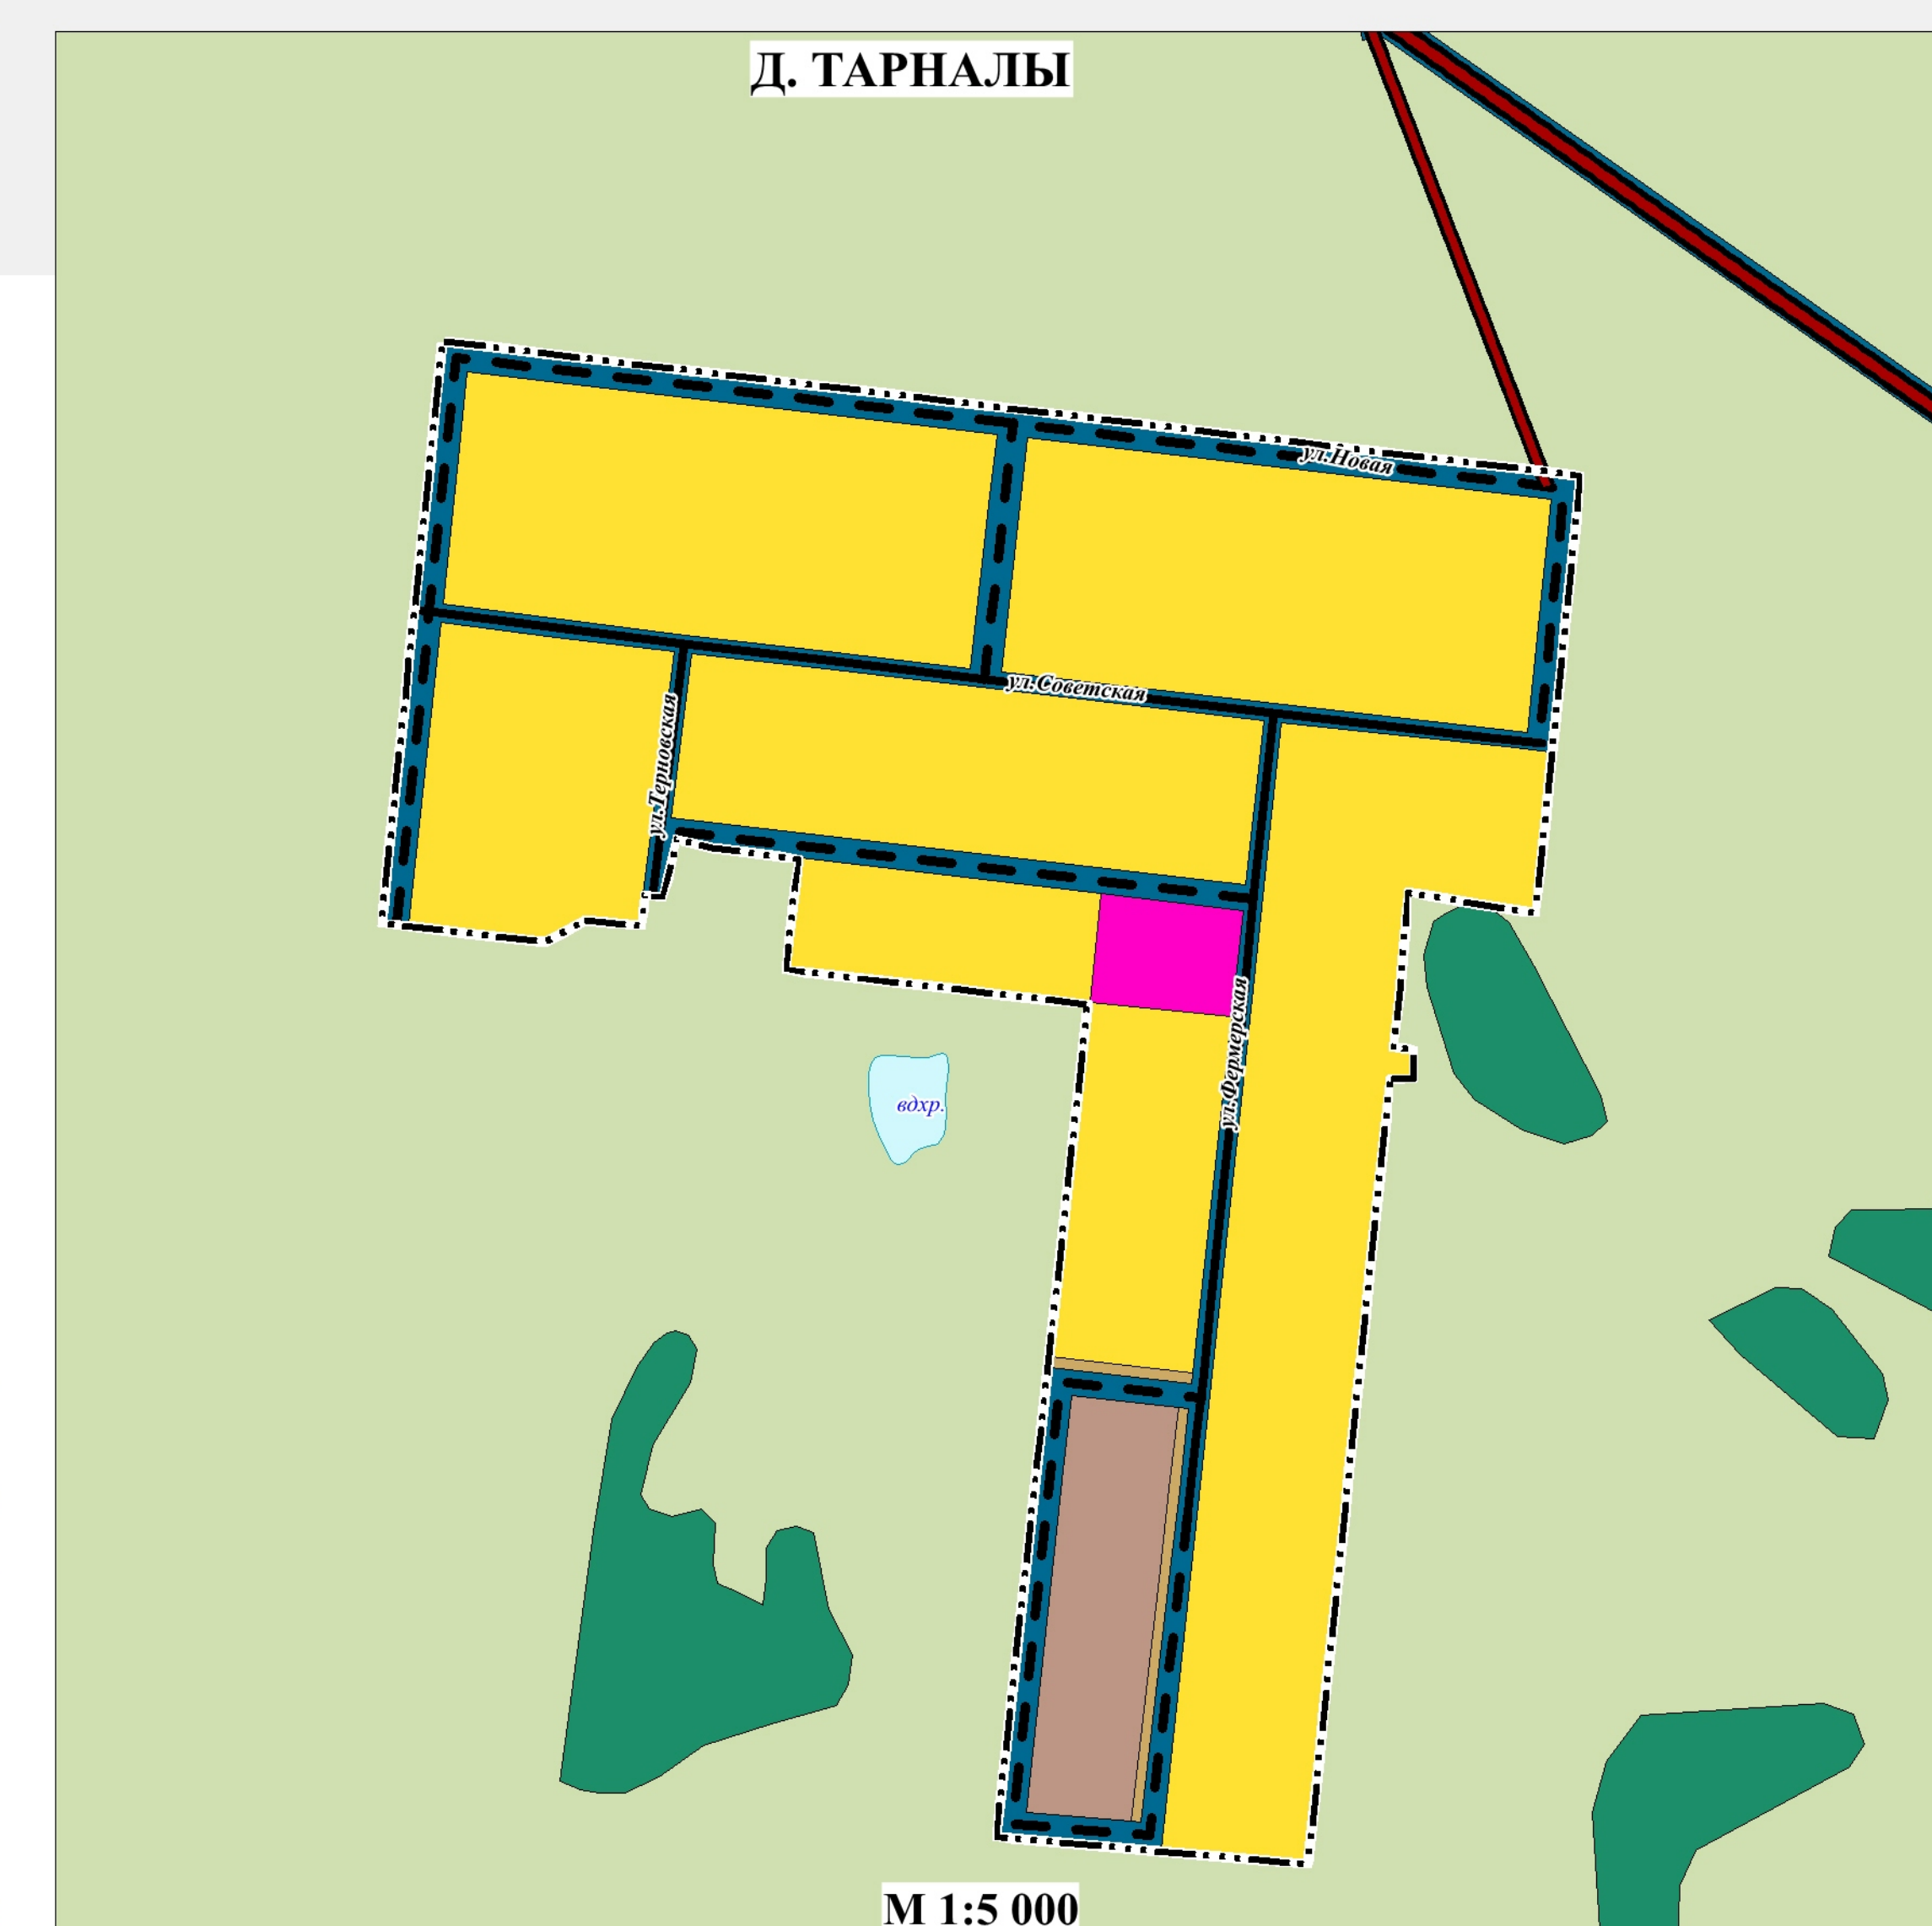 Д. ТАРНАЛЫ
ул.Новая
ул.Советская
ул.Терновская
ул.Фермерская
вдхр.
М 1:5 000